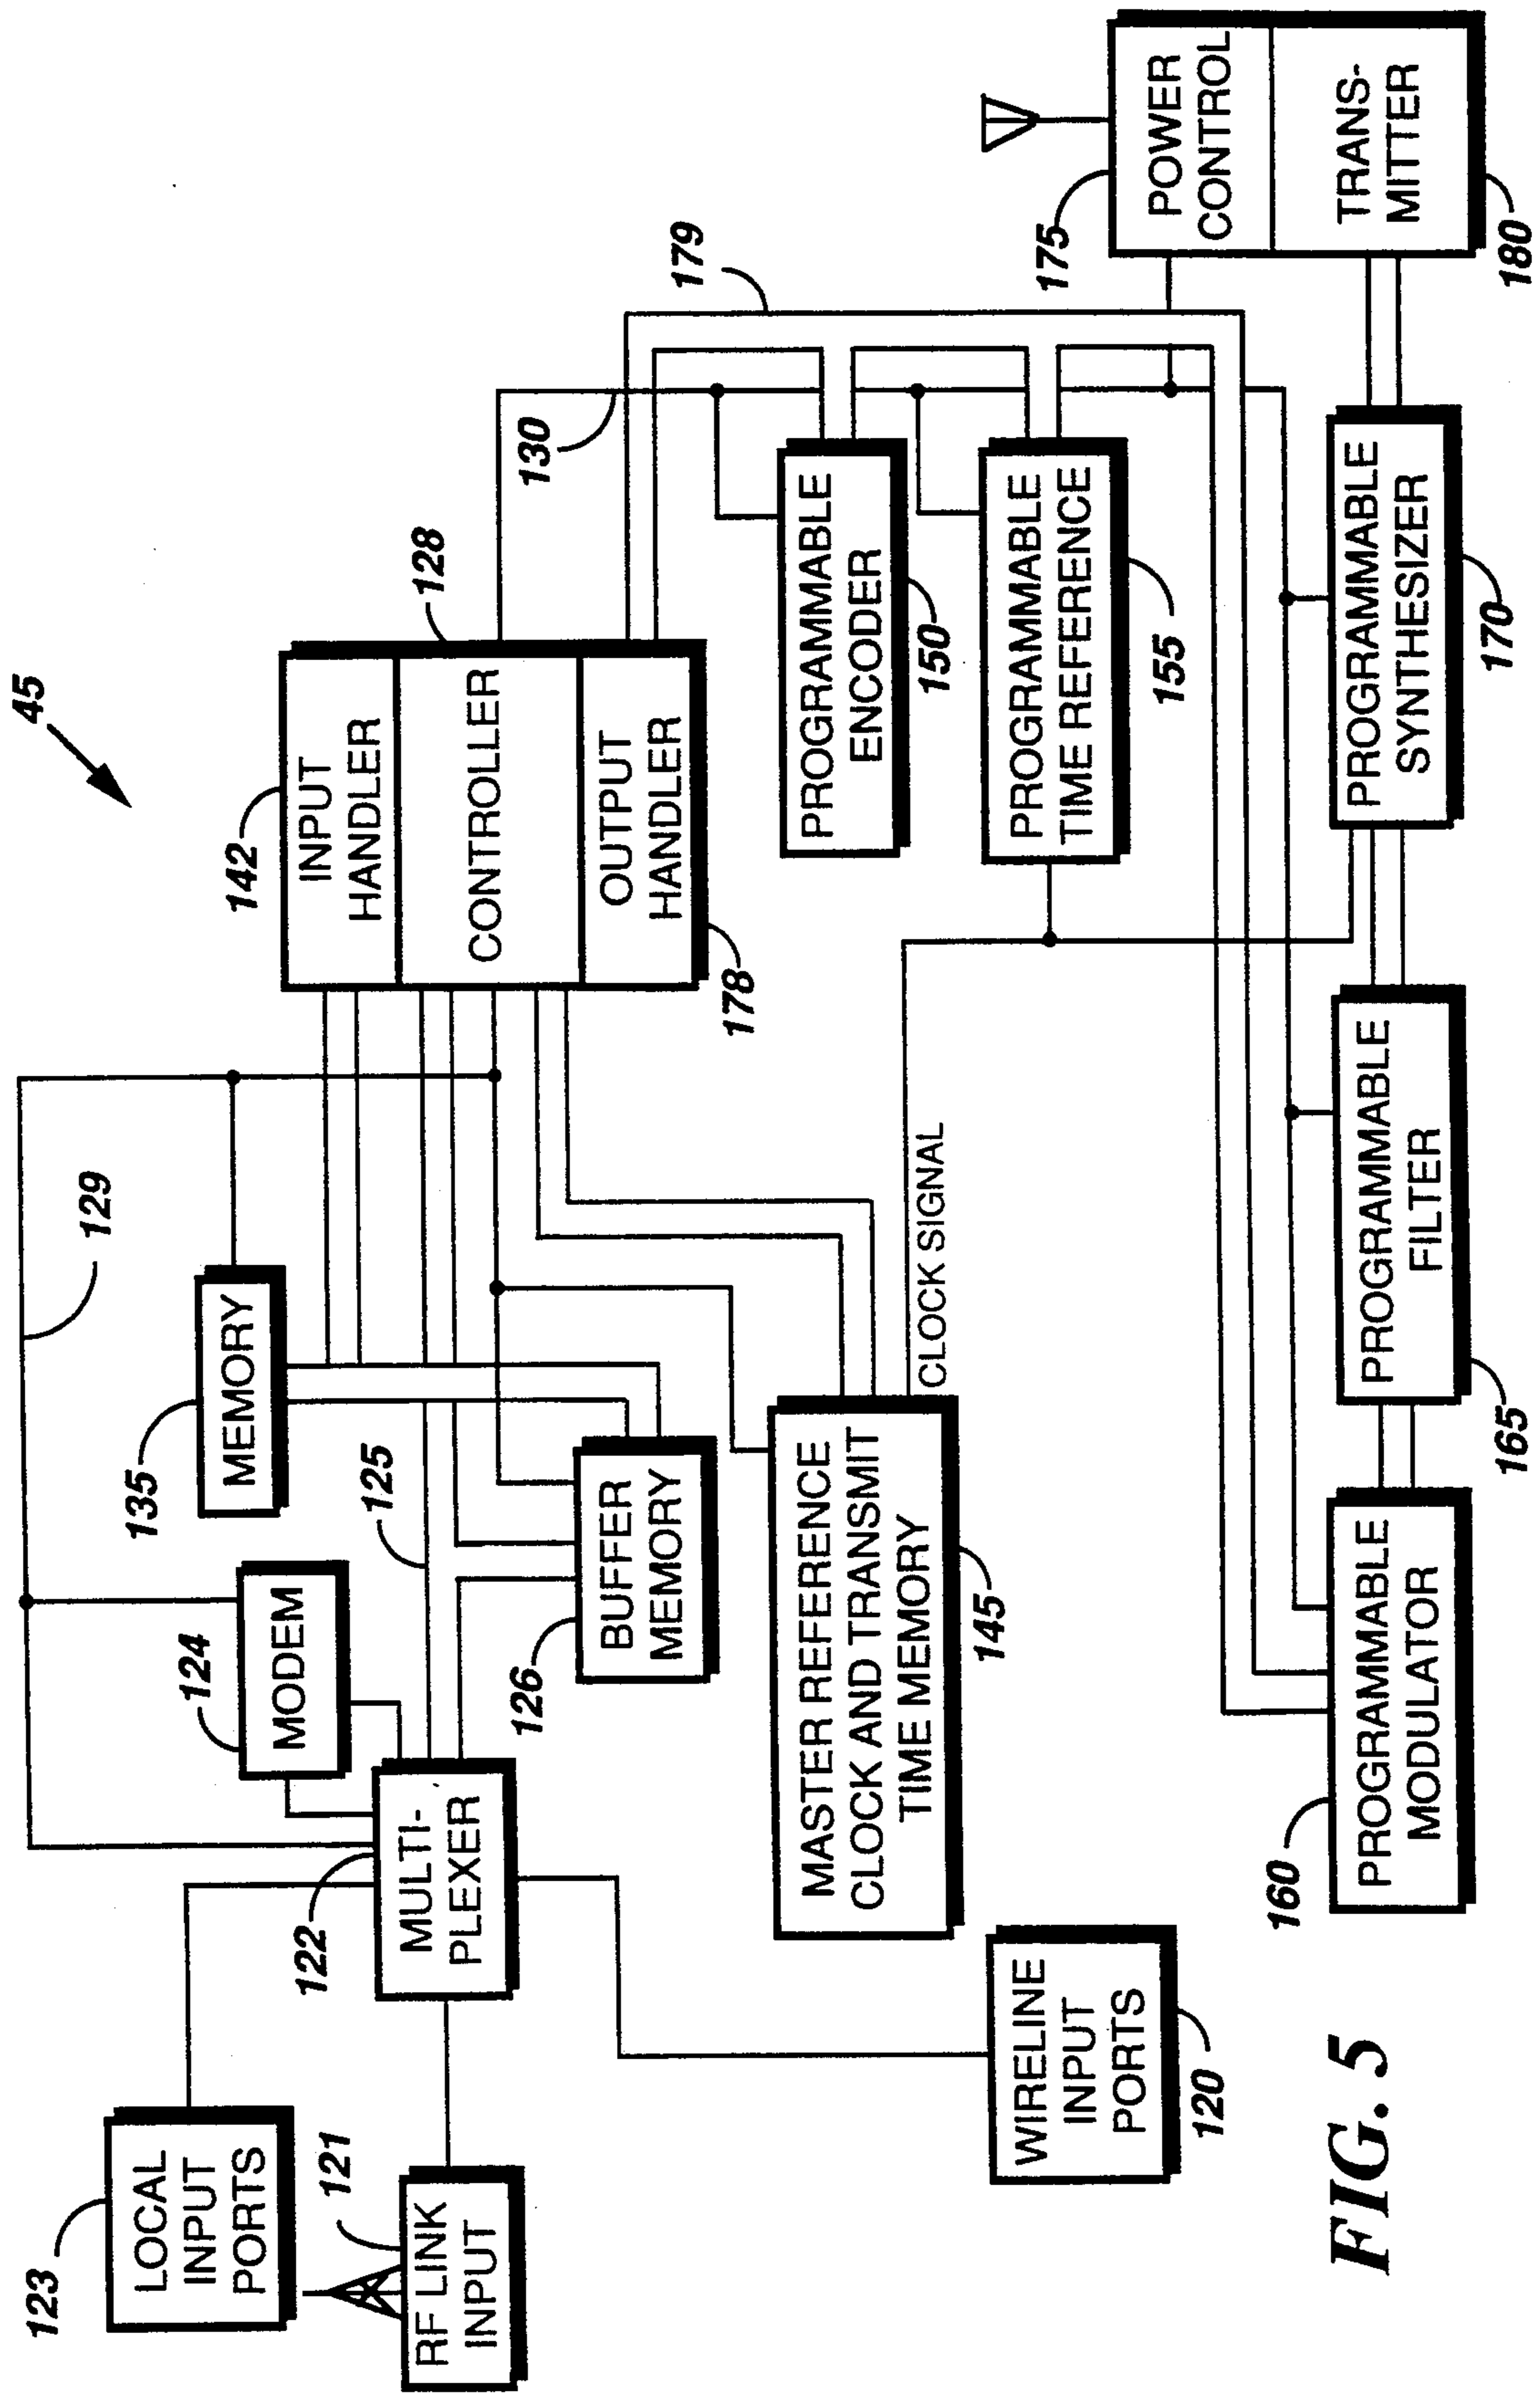 45
123
LOCAL
INPUT
PORTS
121
RF LINK
INPUT
122
MULTI-
PLEXER
124
MODEM
135
MEMORY
129
125
126
BUFFER
MEMORY
142
INPUT
HANDLER
CONTROLLER
128
OUTPUT
HANDLER
178
130
179
MASTER REFERENCE
CLOCK AND TRANSMIT
TIME MEMORY
145
CLOCK SIGNAL
PROGRAMMABLE
ENCODER
150
PROGRAMMABLE
TIME REFERENCE
155
WIRELINE
INPUT
PORTS
120
160
PROGRAMMABLE
MODULATOR
PROGRAMMABLE
FILTER
165
PROGRAMMABLE
SYNTHESIZER
170
175
POWER
CONTROL
TRANS-
MITTER
180
FIG. 5